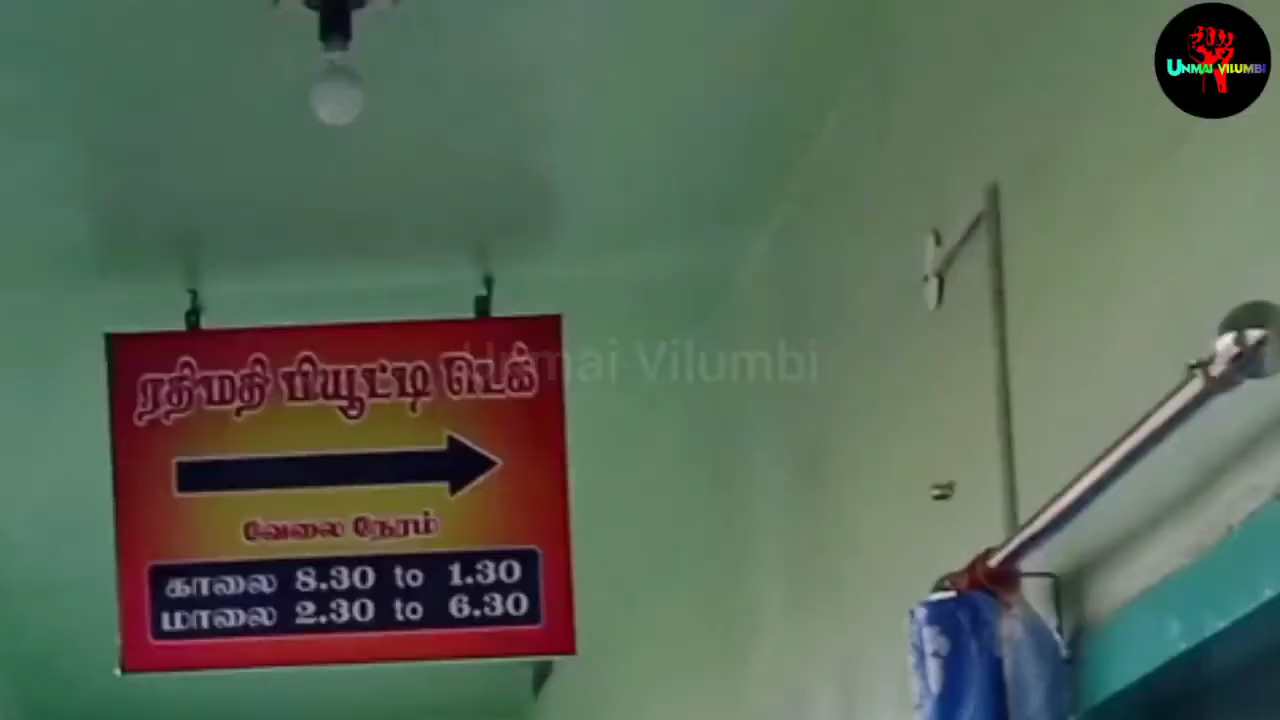 UNMAI VILUMBI
Unmai Vilumbi
ரதிமதி பியூட்டி டெக்
வேலை நேரம்
காலை 8.30 to 1.30
மாலை 2.30 to 6.30